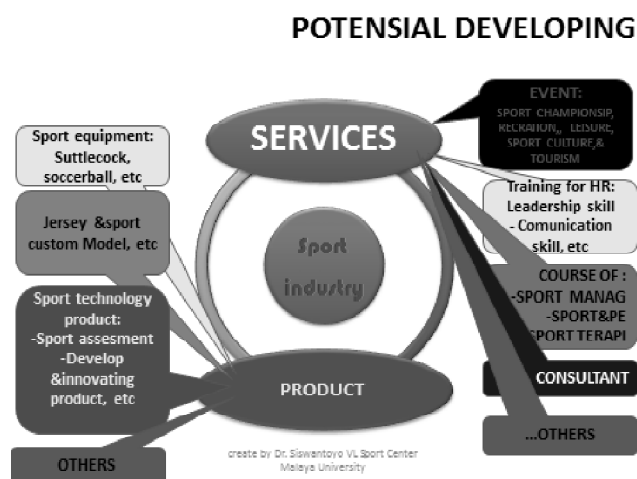 POTENSIAL DEVELOPING
SERVICES
Sport
industry
PRODUCT
Sport equipment:
Suttlecock,
soccerball, etc
Jersey &sport
custom Model, etc
Sport technology
product:
-Sport assesment
-Develop
&innovating
product, etc
OTHERS
EVENT:
SPORT CHAMPIONSIP,
RECRATION,, LEISURE,
SPORT CULTURE,&
TOURISM
Training for HR:
Leadership skill
- Comunication
skill, etc
COURSE OF :
-SPORT MANAG
-SPORT&PE
SPORT TERAPI
CONSULTANT
...OTHERS
create by Dr. Siswantoyo VL Sport Center
Malaya University